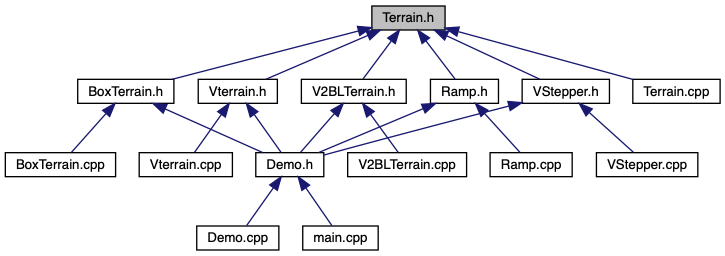 Terrain.h
BoxTerrain.h
Vterrain.h
V2BLTerrain.h
Ramp.h
VStepper.h
Terrain.cpp
BoxTerrain.cpp
Vterrain.cpp
Demo.h
V2BLTerrain.cpp
Ramp.cpp
VStepper.cpp
Demo.cpp
main.cpp